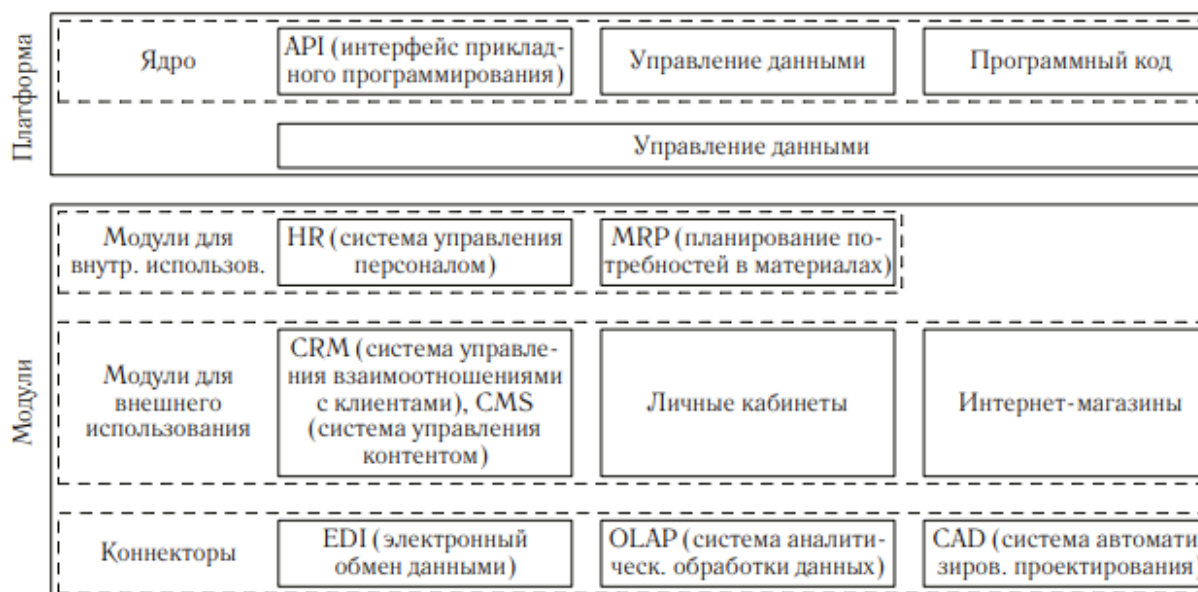 Платформа
Ядро
API (интерфейс приклад-
ного программирования)
Управление данными
Программный код
Управление данными
Модули
Модули для
внутр. использов.
HR (система управления
персоналом)
MRP (планирование по-
требностей в материалах)
Модули для
внешнего
использования
CRM (система управле-
ния взаимоотношениями
с клиентами), CMS
(система управления
контентом)
Личные кабинеты
Интернет-магазины
Коннекторы
EDI (электронный
обмен данными)
OLAP (система аналити-
ческ. обработки данных)
CAD (система автомати-
зиров. проектирования)